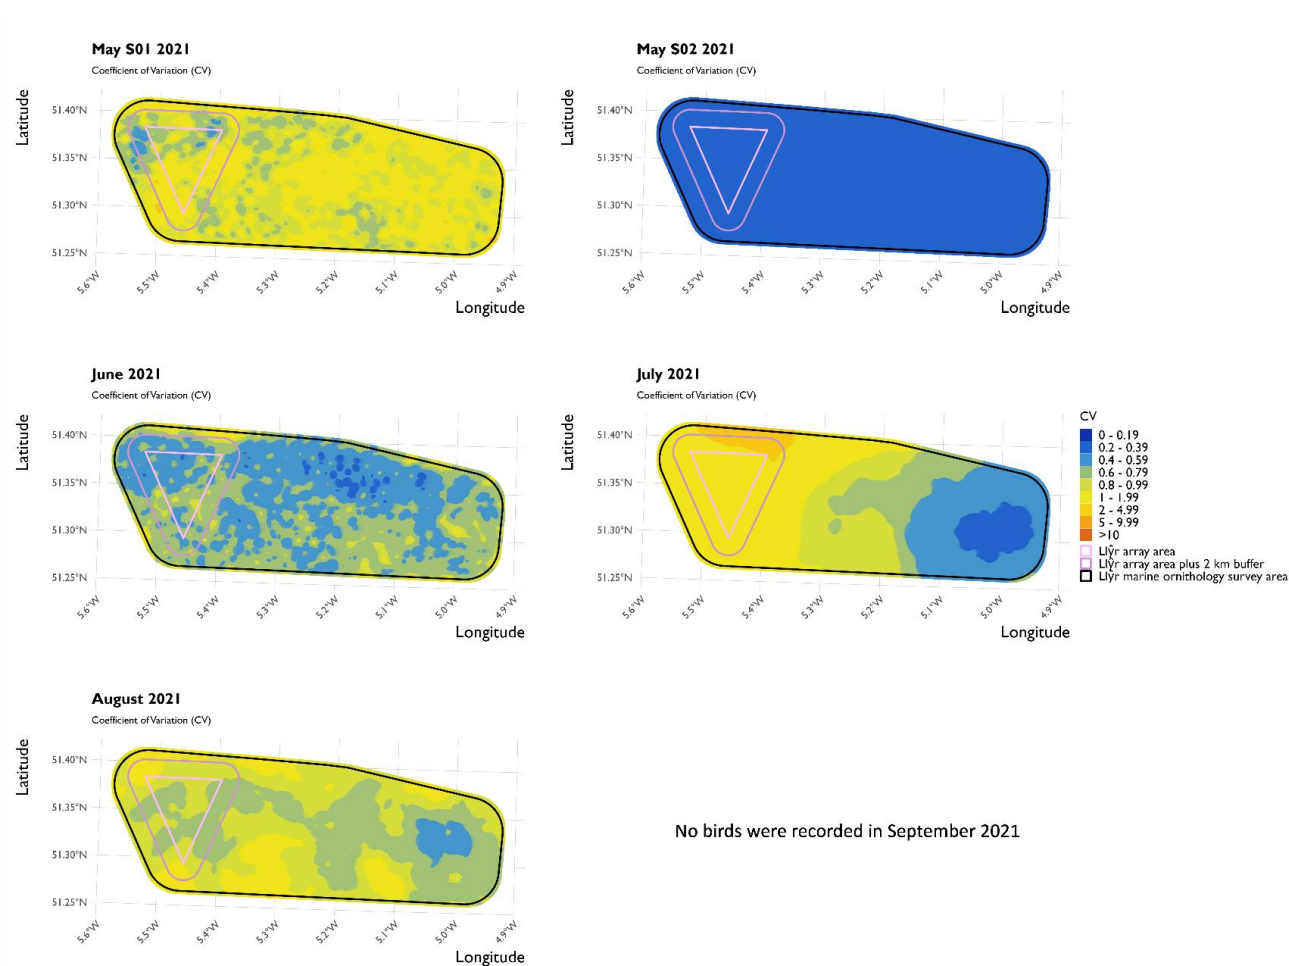 May S01 2021
Coefficient of Variation (CV)
Latitude
51.40°N
51.35°N
51.30°N
51.25°N
5.6°W
5.5°W
5.4°W
5.3°W
5.2°W
5.1°W
5.0°W
4.9°W
Longitude
May S02 2021
Coefficient of Variation (CV)
Latitude
51.40°N
51.35°N
51.30°N
51.25°N
5.6°W
5.5°W
5.4°W
5.3°W
5.2°W
5.1°W
5.0°W
4.9°W
Longitude
June 2021
Coefficient of Variation (CV)
Latitude
51.40°N
51.35°N
51.30°N
51.25°N
5.6°W
5.5°W
5.4°W
5.3°W
5.2°W
5.1°W
5.0°W
4.9°W
Longitude
July 2021
Coefficient of Variation (CV)
Latitude
51.40°N
51.35°N
51.30°N
51.25°N
5.6°W
5.5°W
5.4°W
5.3°W
5.2°W
5.1°W
5.0°W
4.9°W
Longitude
CV
0 - 0.19
0.2 - 0.39
0.4 - 0.59
0.6 - 0.79
0.8 - 0.99
1 - 1.99
2 - 4.99
5 - 9.99
>10
Llŷr array area
Llŷr array area plus 2 km buffer
Llŷr marine ornithology survey area
August 2021
Coefficient of Variation (CV)
Latitude
51.40°N
51.35°N
51.30°N
51.25°N
5.6°W
5.5°W
5.4°W
5.3°W
5.2°W
5.1°W
5.0°W
4.9°W
Longitude
No birds were recorded in September 2021